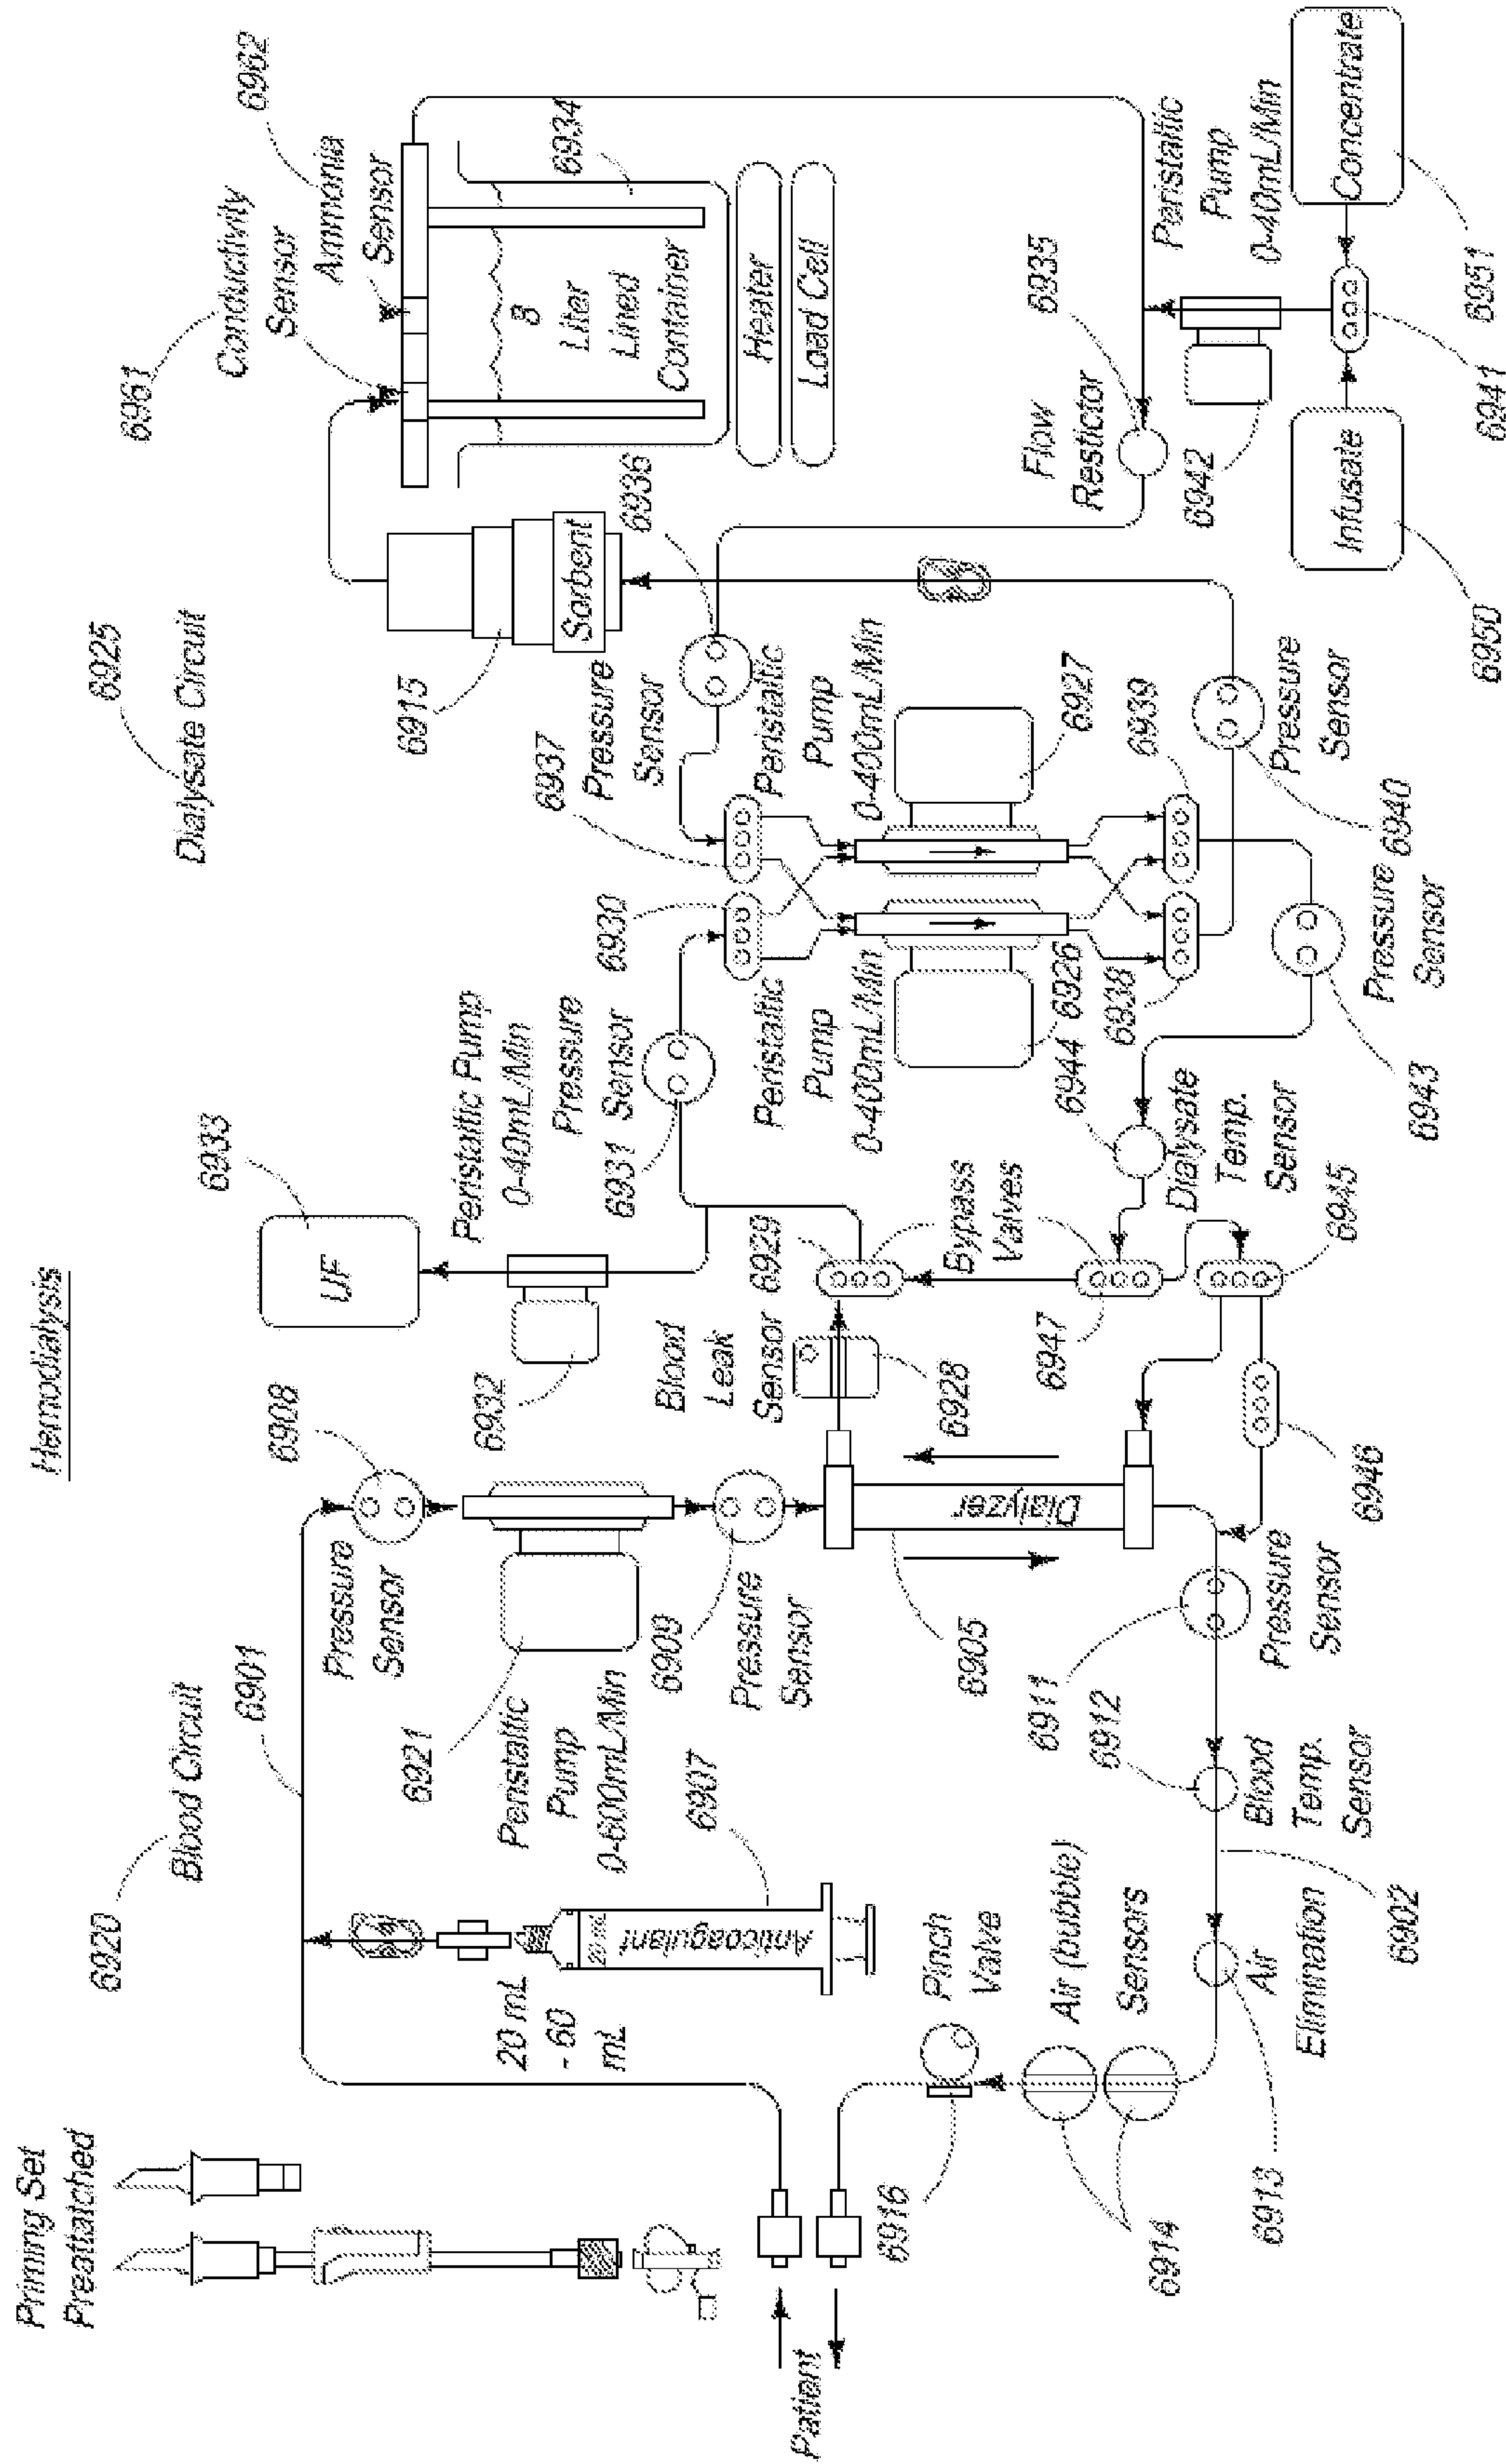 Hemodialysis
Priming Set
Preattatched
6920
Blood Circuit
6901
6925
Dialysate Circuit
6908
Pressure
Sensor
6933
UF
Peristaltic Pump
0-40mL/Min
6932
6961
Conductivity
Sensor
6962
Ammonia
Sensor
6934
8
Liter
Lined
Container
Heater
Load Cell
6915
Sorbent
6936
Pressure
Sensor
6937
Pressure
6931 Sensor
6930
6921
Peristaltic
Pump
0-600mL/Min
6909
Pressure
Sensor
20 mL
- 60
mL
20 mL
Anticoagulant
6907
Blood
Leak
Sensor
6929
6928
Bypass
Valves
6947
Peristaltic
Pump
0-400mL/Min
6926
Peristaltic
Pump
0-400mL/Min
6927
6938
6939
6940
Pressure
Sensor
Pressure
Sensor
6943
6944
Dialysate
Temp.
Sensor
6945
6946
Flow
Restictor
6935
Peristaltic
Pump
0-40mL/Min
6942
Infusate
6950
6941
Concentrate
6951
Dialyzer
6905
Pressure
Sensor
6911
6912
Blood
Temp.
Sensor
6902
Air
Elimination
6913
Air (bubble)
Sensors
6914
Pinch
Valve
6916
Patient